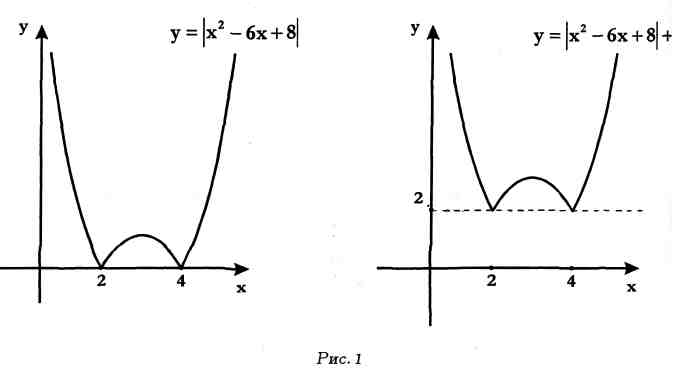 y
y = |x² − 6x + 8|
2
4
x
y
y = |x² − 6x + 8| +
2
2
4
x
Рис. 1